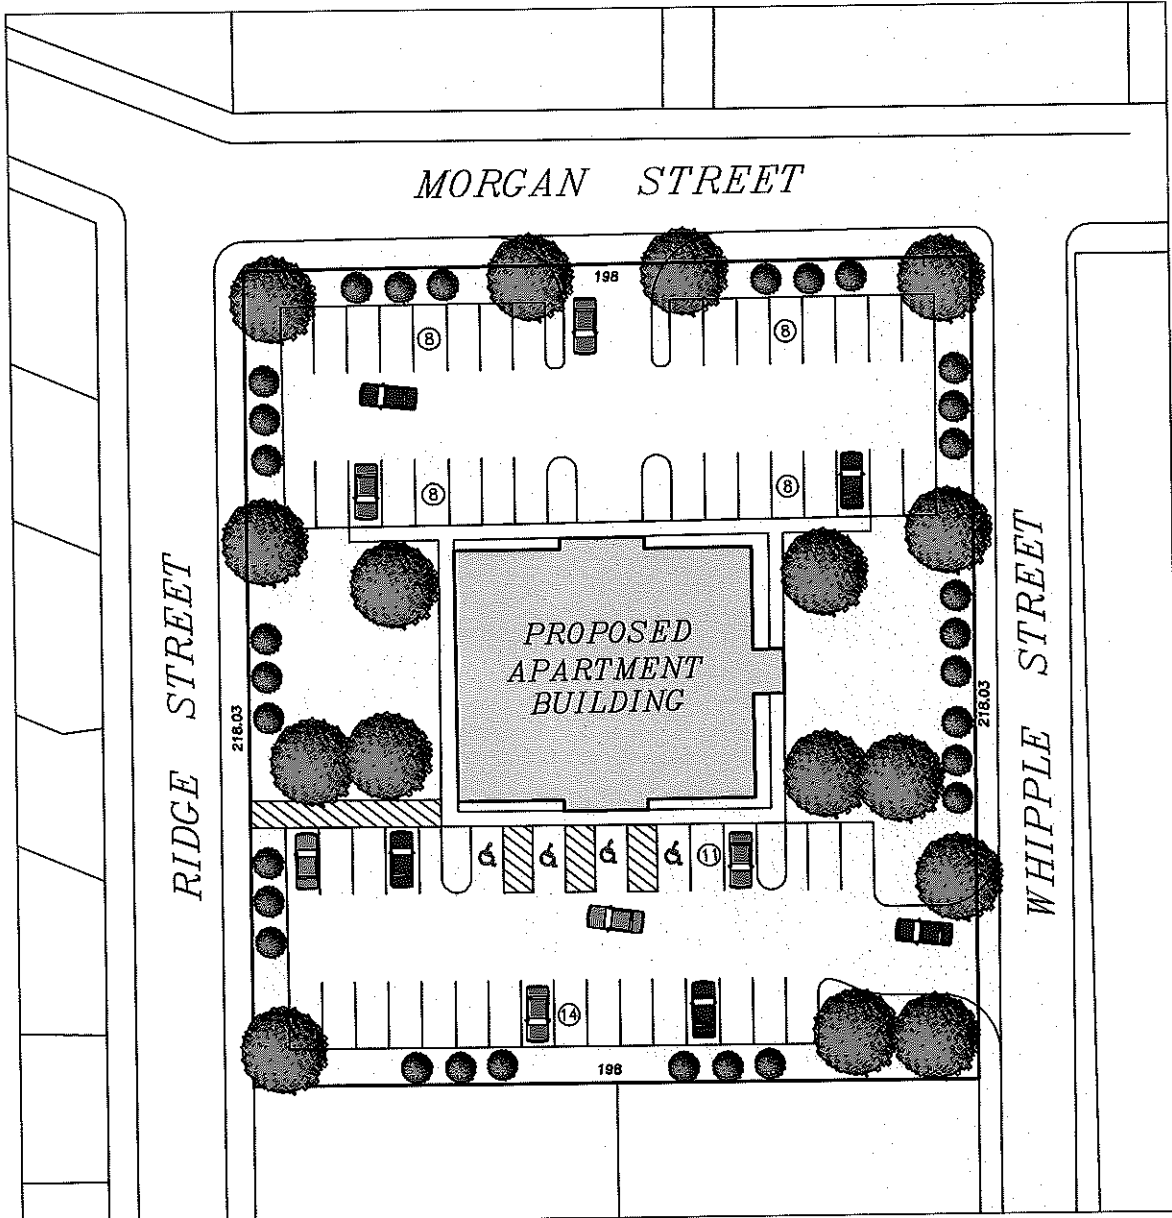 MORGAN STREET
198
8
8
8
8
PROPOSED
APARTMENT
BUILDING
RIDGE STREET
218.03
WHIPPLE STREET
218.03
11
14
198